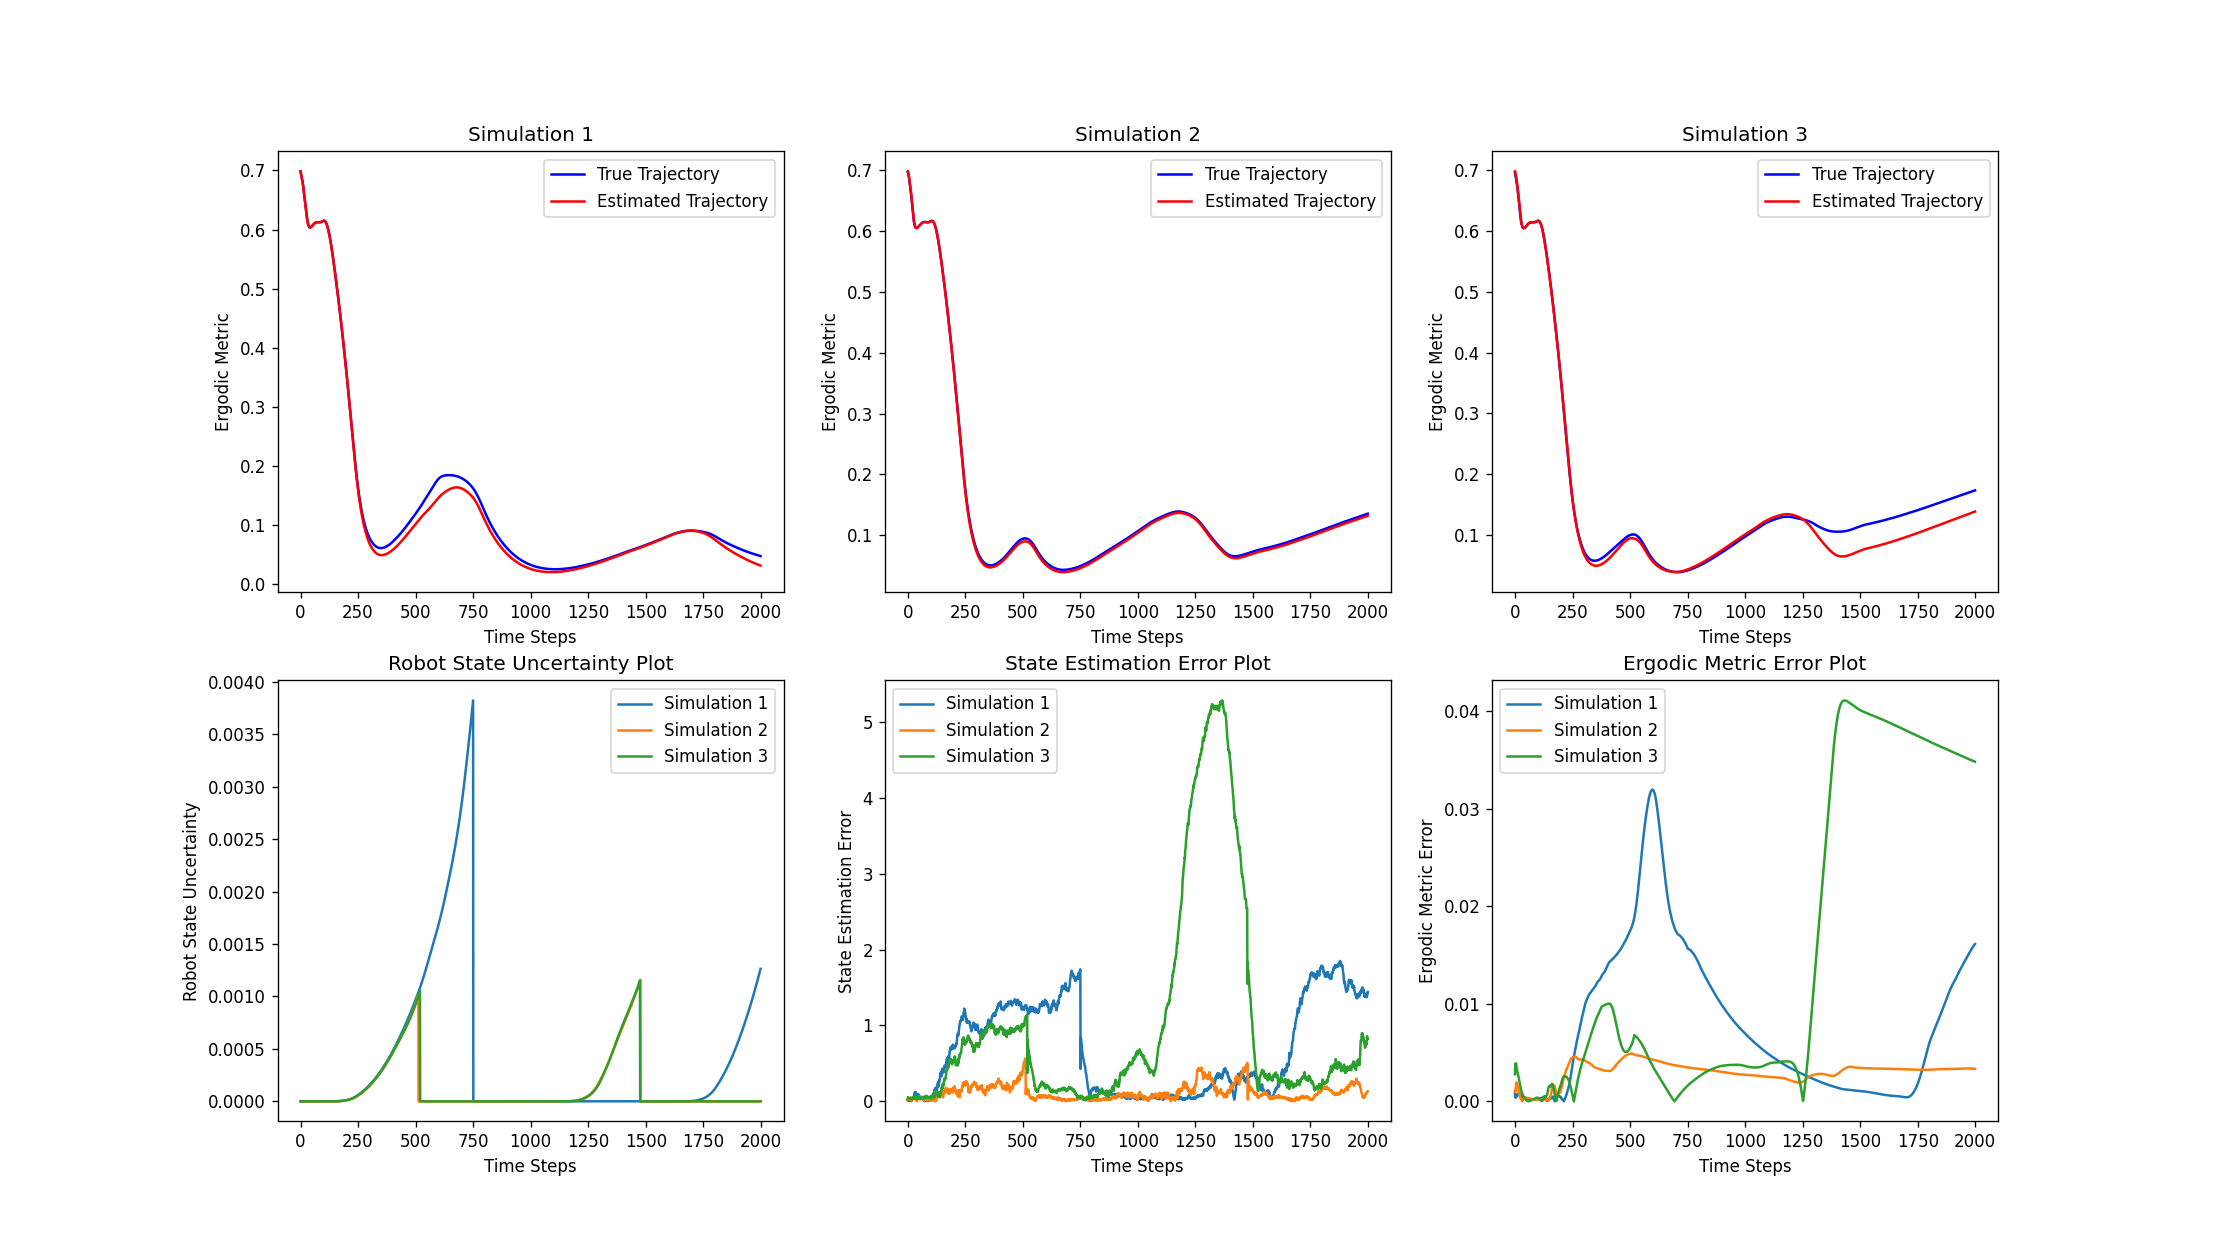 Simulation 1
True Trajectory
Estimated Trajectory
0.7
0.6
0.5
0.4
0.3
0.2
0.1
0.0
Ergodic Metric
0 250 500 750 1000 1250 1500 1750 2000
Time Steps
Simulation 2
True Trajectory
Estimated Trajectory
0.7
0.6
0.5
0.4
0.3
0.2
0.1
Ergodic Metric
0 250 500 750 1000 1250 1500 1750 2000
Time Steps
Simulation 3
True Trajectory
Estimated Trajectory
0.7
0.6
0.5
0.4
0.3
0.2
0.1
Ergodic Metric
0 250 500 750 1000 1250 1500 1750 2000
Time Steps
Robot State Uncertainty Plot
Simulation 1
Simulation 2
Simulation 3
0.0040
0.0035
0.0030
0.0025
0.0020
0.0015
0.0010
0.0005
0.0000
Robot State Uncertainty
0 250 500 750 1000 1250 1500 1750 2000
Time Steps
State Estimation Error Plot
Simulation 1
Simulation 2
Simulation 3
5
4
3
2
1
0
State Estimation Error
0 250 500 750 1000 1250 1500 1750 2000
Time Steps
Ergodic Metric Error Plot
Simulation 1
Simulation 2
Simulation 3
0.04
0.03
0.02
0.01
0.00
Ergodic Metric Error
0 250 500 750 1000 1250 1500 1750 2000
Time Steps